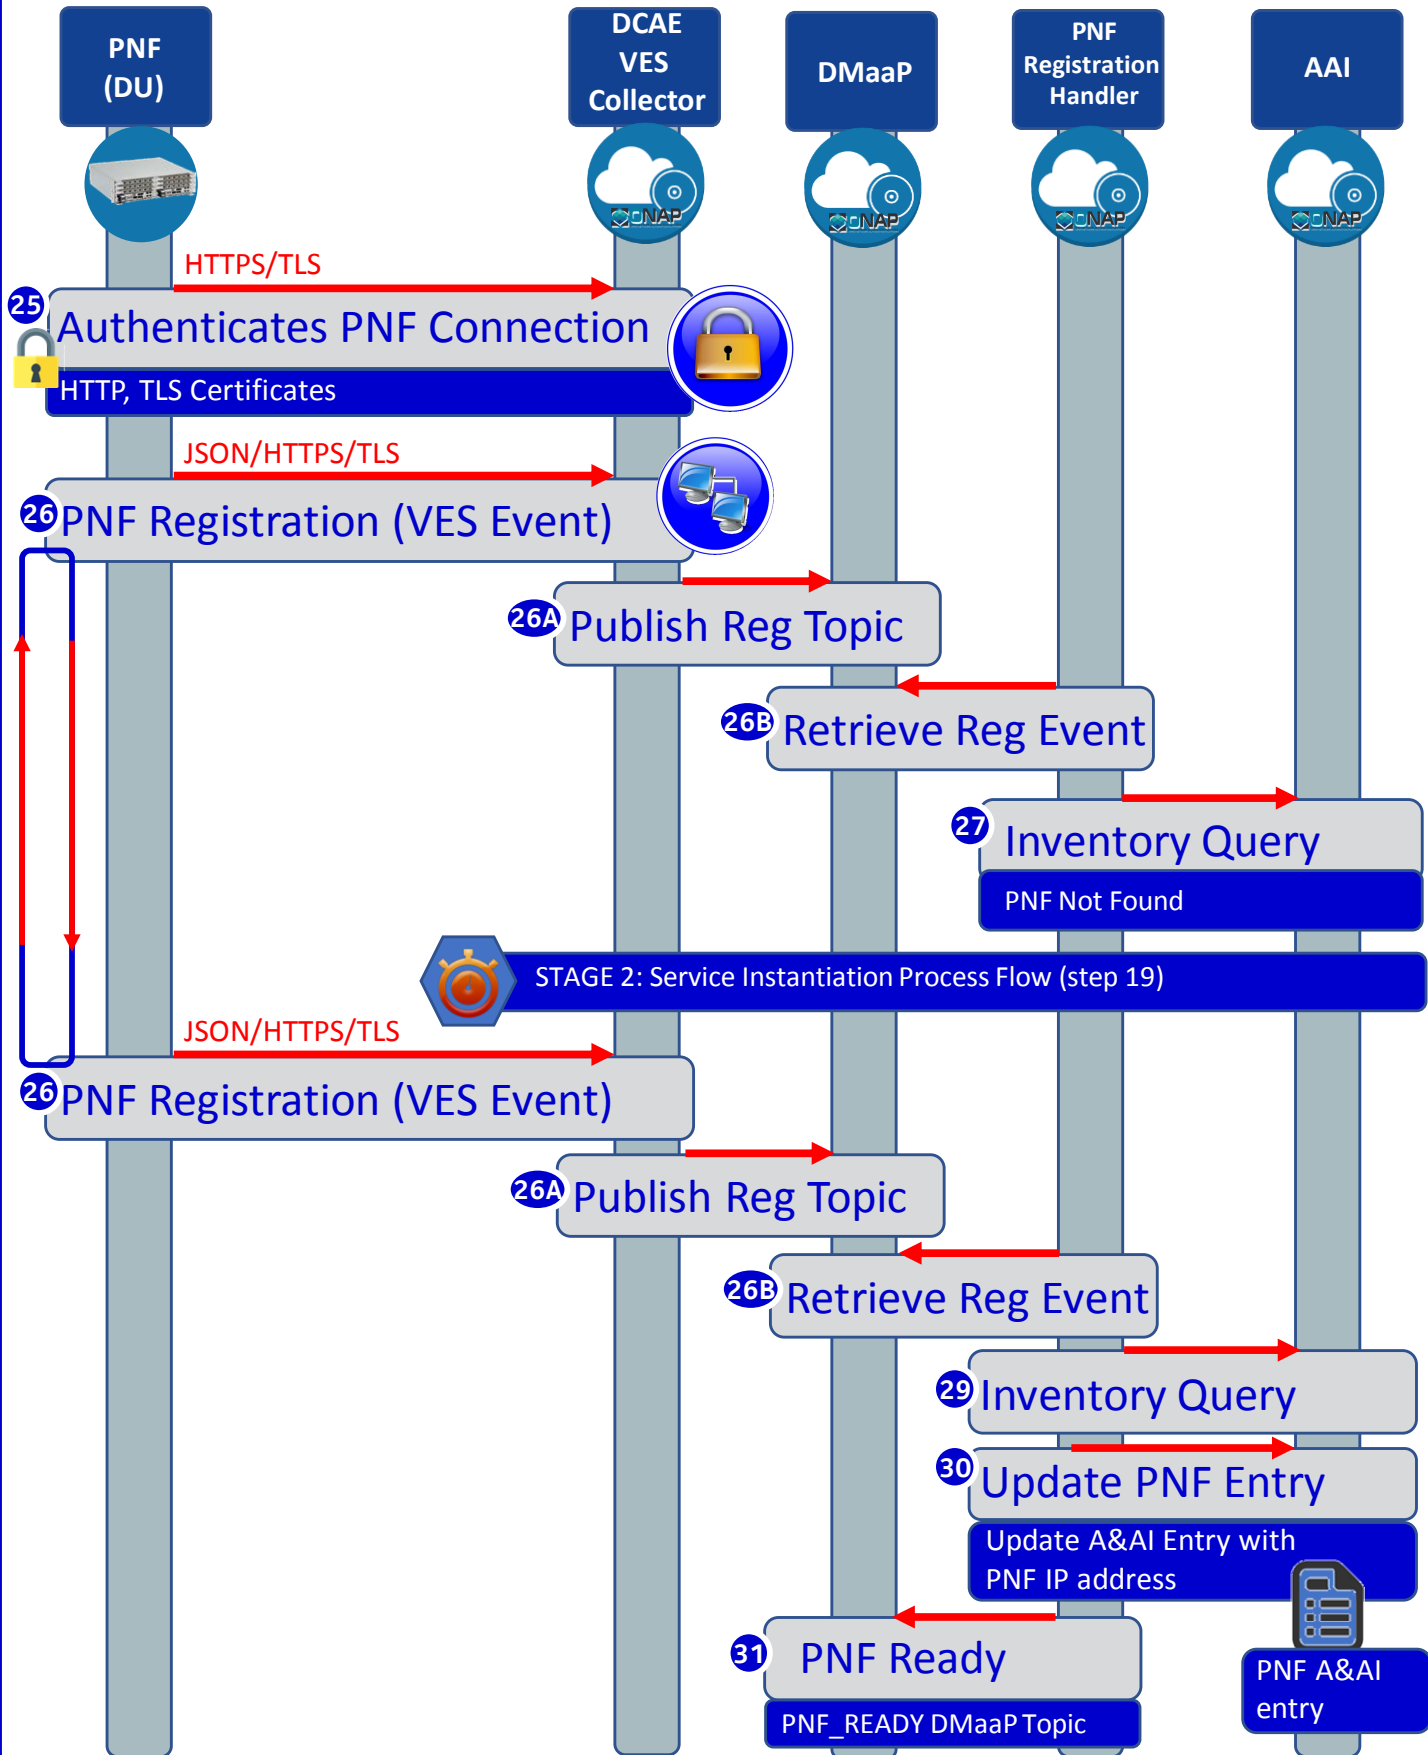 PNF
(DU)
DCAE
VES
Collector
DMaaP
PNF
Registration
Handler
AAI
ONAP
ONAP
ONAP
ONAP
HTTPS/TLS
25
Authenticates PNF Connection
HTTP, TLS Certificates
JSON/HTTPS/TLS
26
PNF Registration (VES Event)
26A
Publish Reg Topic
26B
Retrieve Reg Event
27
Inventory Query
PNF Not Found
STAGE 2: Service Instantiation Process Flow (step 19)
JSON/HTTPS/TLS
26
PNF Registration (VES Event)
26A
Publish Reg Topic
26B
Retrieve Reg Event
29
Inventory Query
30
Update PNF Entry
Update A&AI Entry with
PNF IP address
31
PNF Ready
PNF_READY DMaaP Topic
PNF A&AI
entry